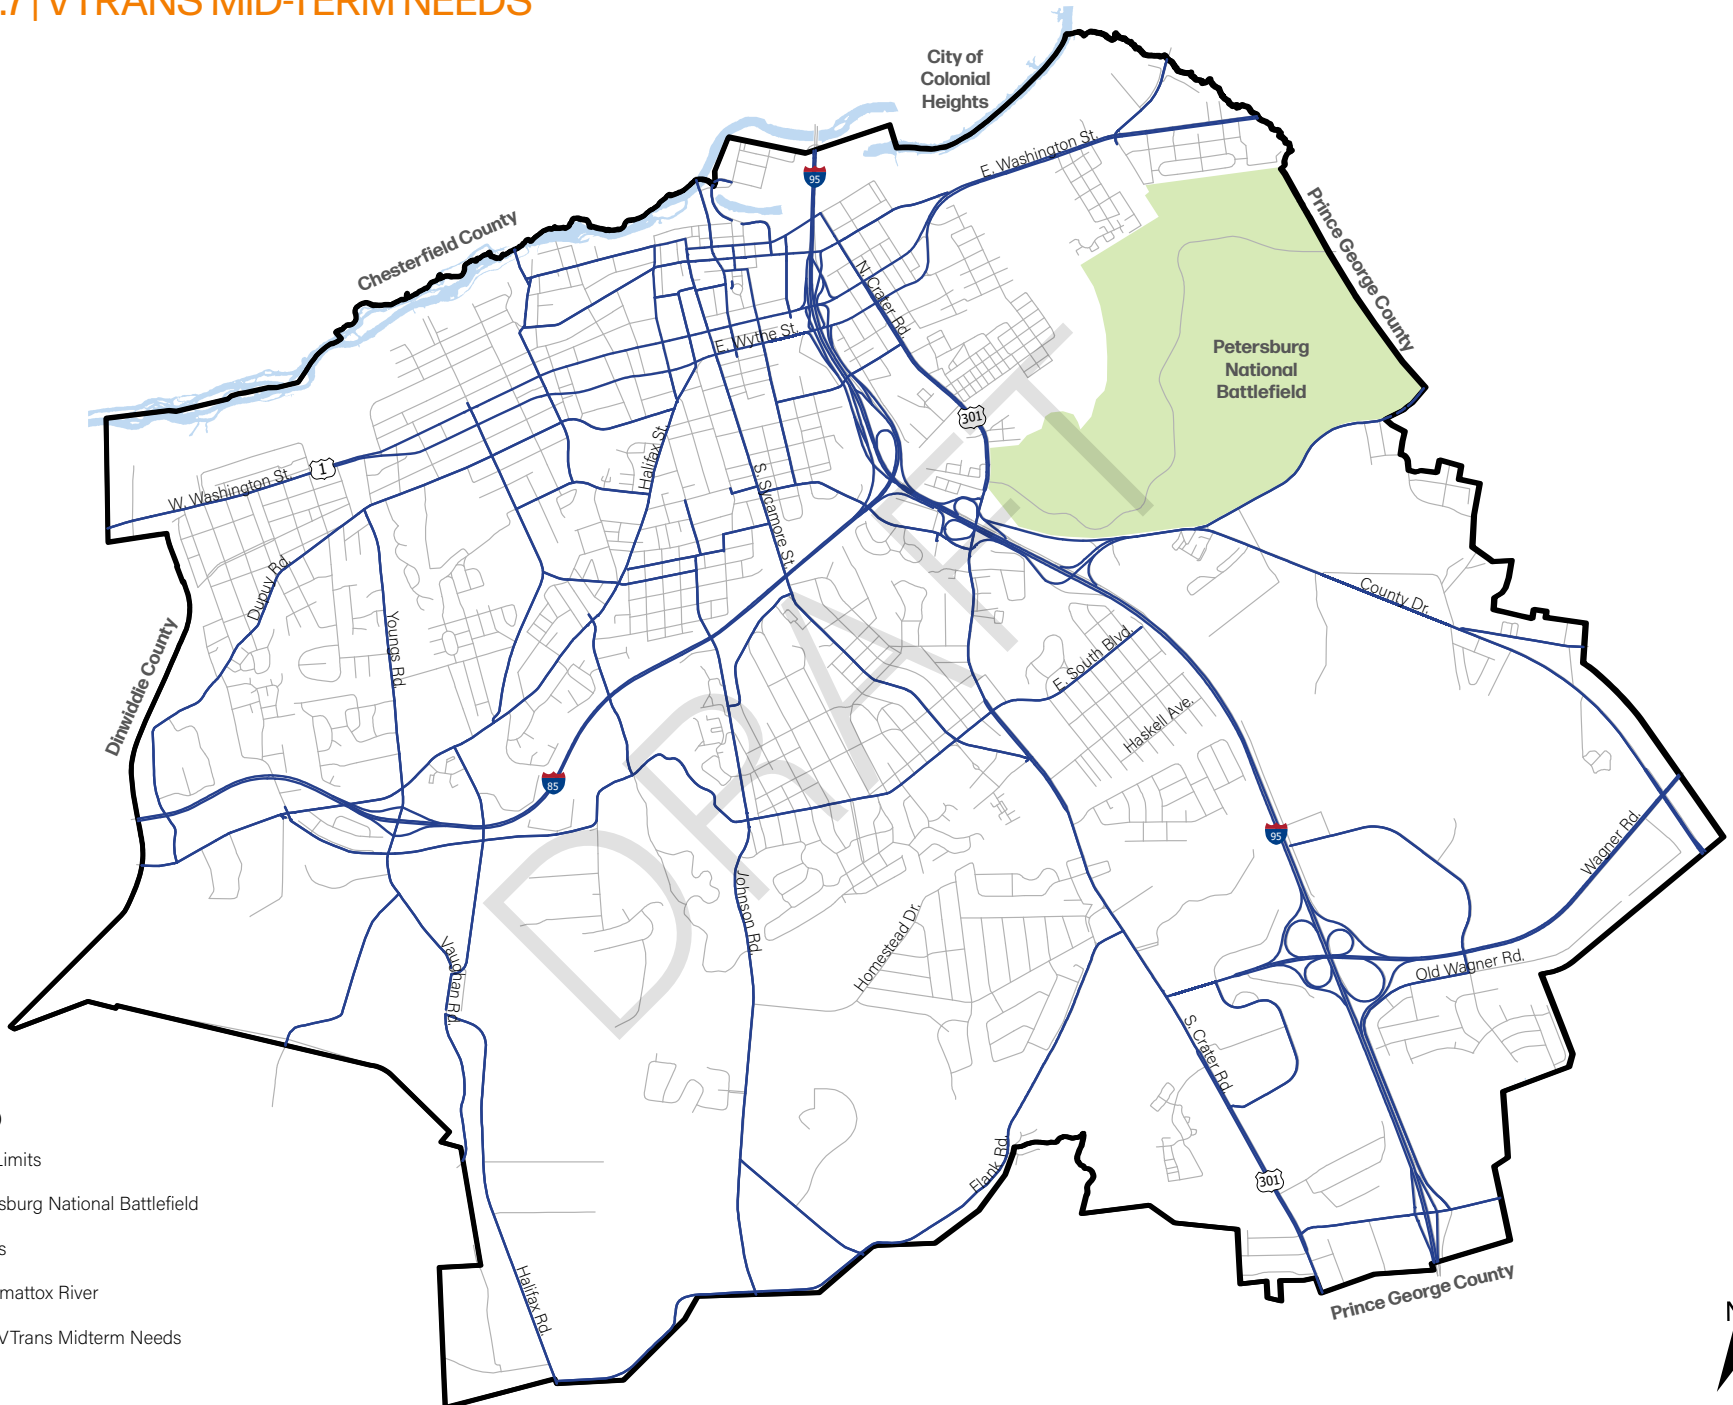 .7 | VTRANS MID-TERM NEEDS
City of
Colonial
Heights
E. Washington St.
95
Prince George County
Chesterfield County
N. Crater Rd.
E. Wythe St.
Petersburg
National
Battlefield
301
1
W. Washington St.
Halifax St.
S. Sycamore St.
Dupuy Rd.
Youngs Rd.
County Dr.
E. South Blvd.
Haskell Ave.
Dinwiddie County
85
95
Wagner Rd.
DRAFT
Johnson Rd.
Homestead Dr.
Vaughan Rd.
Old Wagner Rd.
S. Crater Rd.
Flank Rd.
301
Halifax Rd.
Prince George County
Limits
sburg National Battlefield
s
mattox River
VTrans Midterm Needs
N